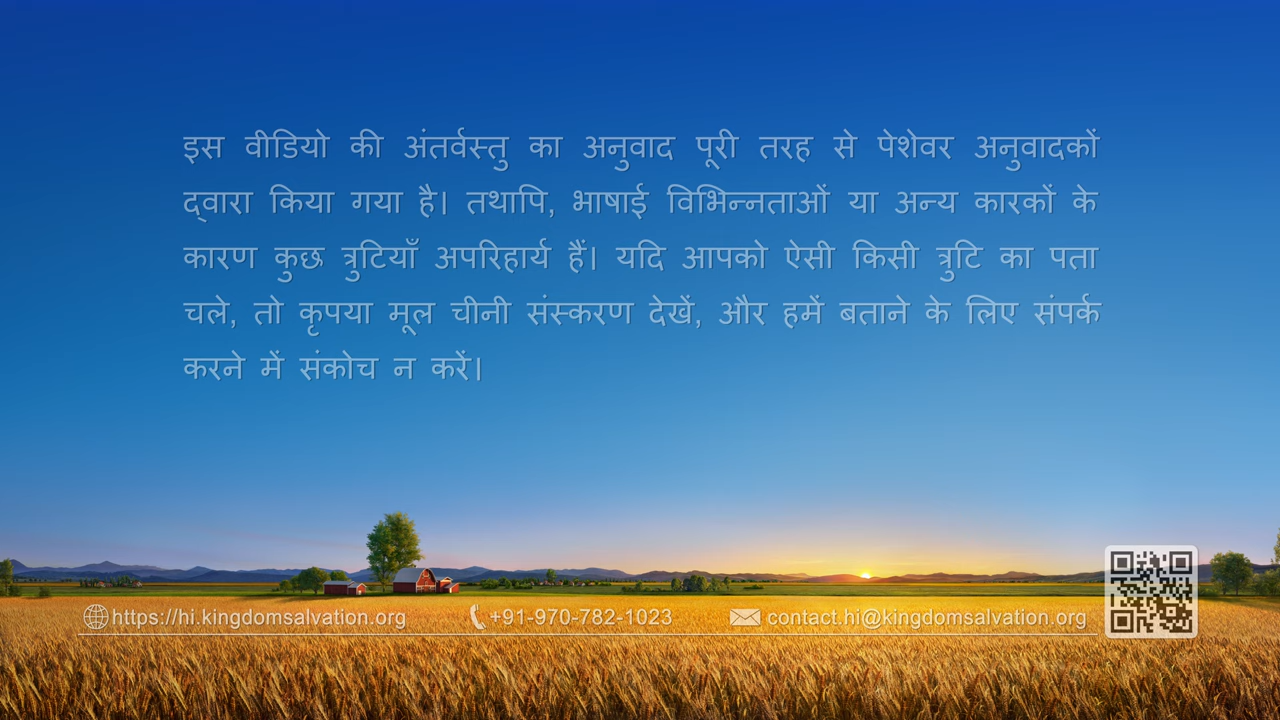 इस वीडियो की अंतर्वस्तु का अनुवाद पूरी तरह से पेशेवर अनुवादकों
द्वारा किया गया है। तथापि, भाषाई विभिन्नताओं या अन्य कारकों के
कारण कुछ त्रुटियाँ अपरिहार्य हैं। यदि आपको ऐसी किसी त्रुटि का पता
चले, तो कृपया मूल चीनी संस्करण देखें, और हमें बताने के लिए संपर्क
करने में संकोच न करें।
https://hi.kingdomsalvation.org +91-970-782-1023 contact.hi@kingdomsalvation.org